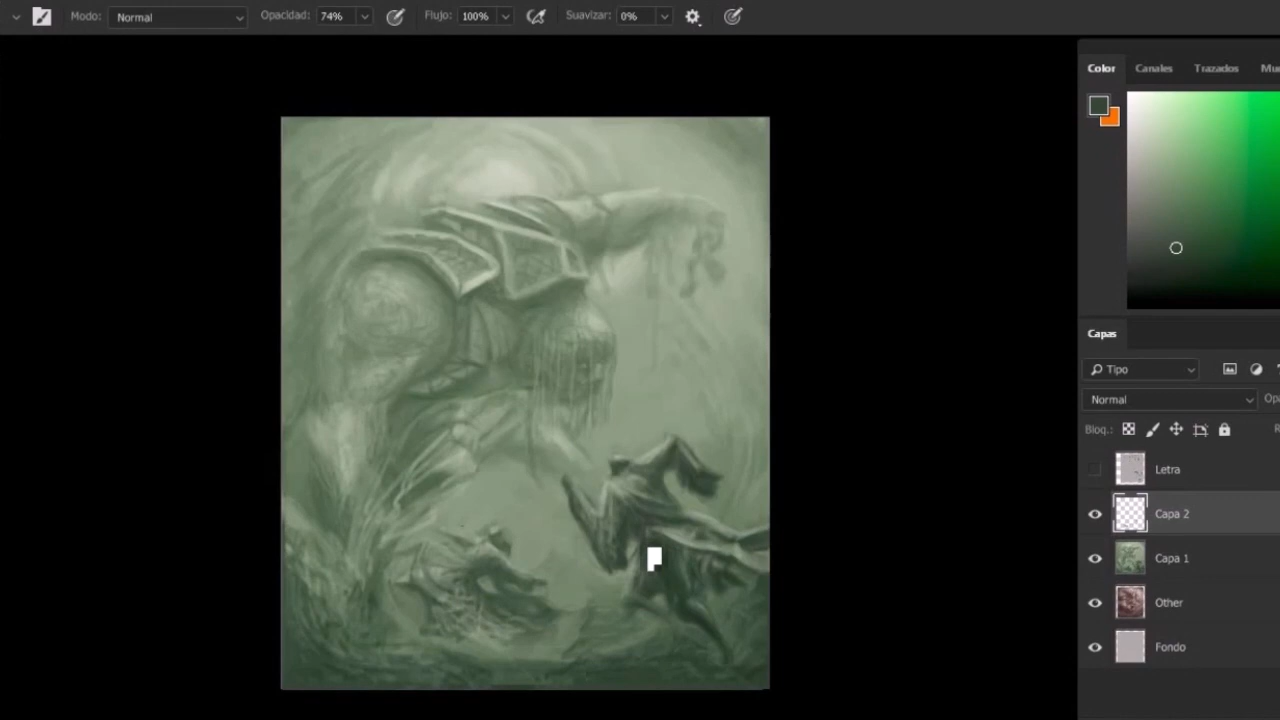 Modo: Normal Opacidad: 74% Flujo: 100% Suavizar: 0%
Color Canales Trazados
Capas
Tipo
Normal
Bloq.:
Letra
Capa 2
Capa 1
Other
Fondo